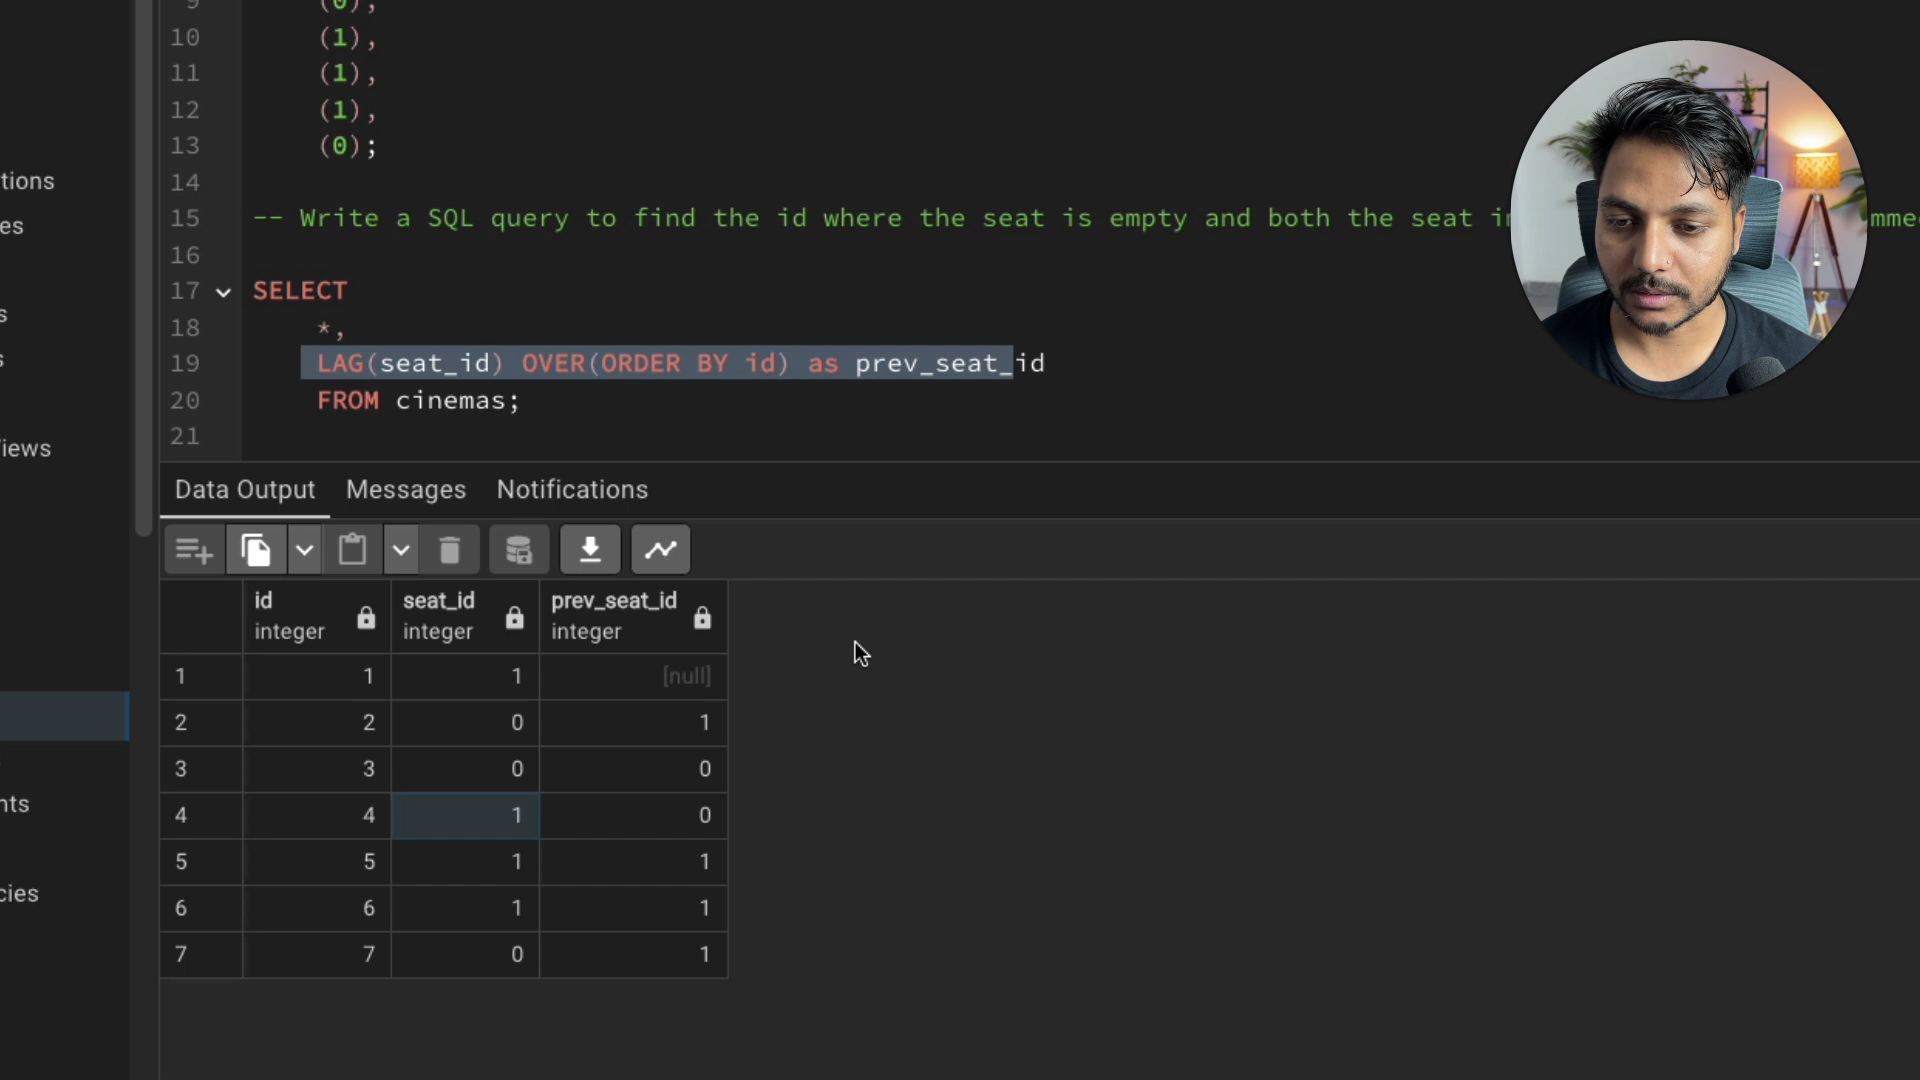 9 (0),
10 (1),
11 (1),
12 (1),
13 (0);
tions
14
15 -- Write a SQL query to find the id where the seat is empty and both the seat
es
16
17 SELECT
s
18 *,
19 LAG(seat_id) OVER(ORDER BY id) as prev_seat_id
s
20 FROM cinemas;
21
iews
Data Output Messages Notifications
id integer seat_id integer prev_seat_id integer
1 1 1 [null]
2 2 0 1
3 3 0 0
4 4 1 0
nts
5 5 1 1
cies
6 6 1 1
7 7 0 1